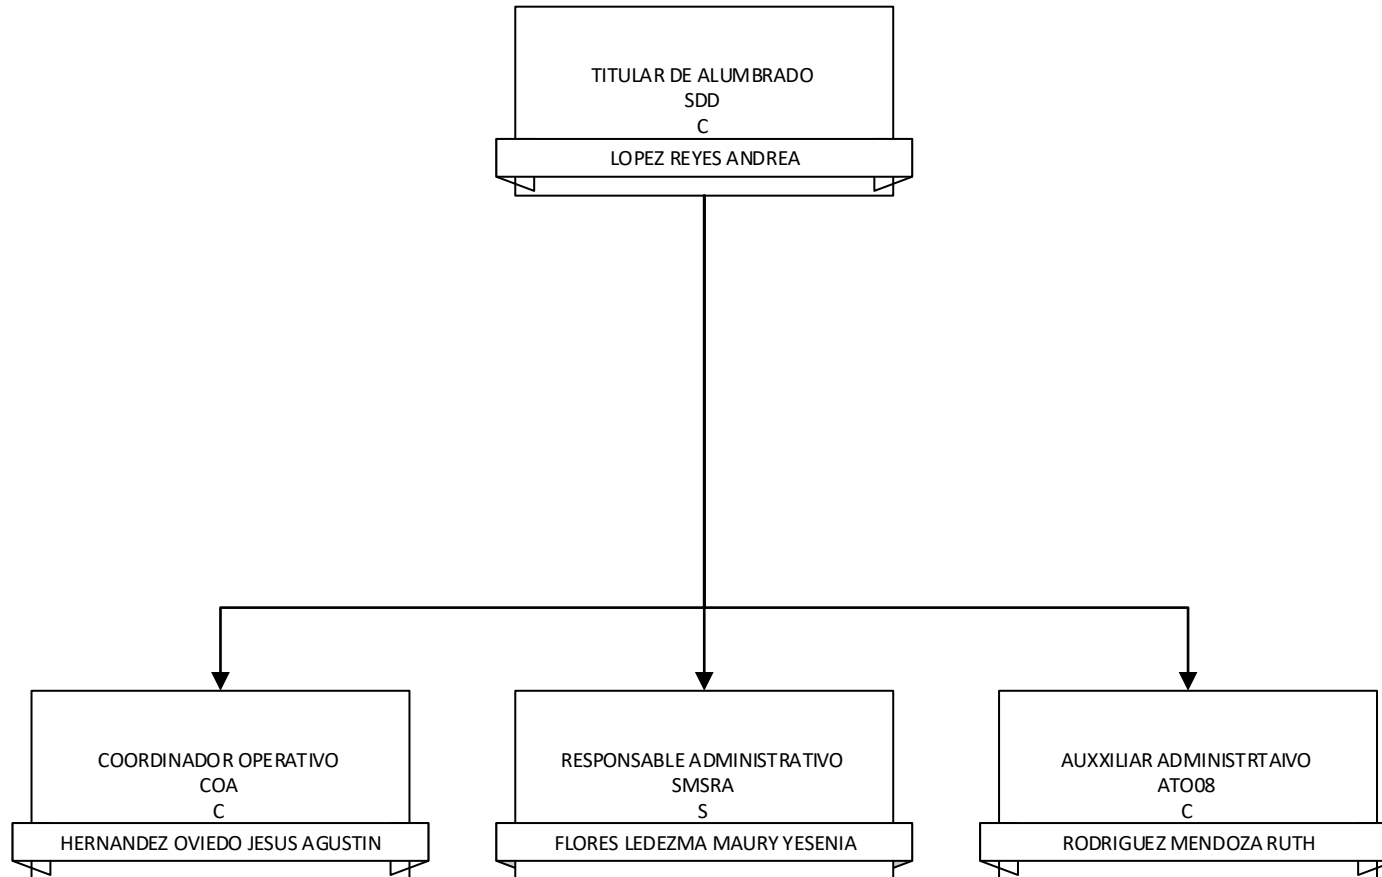 TITULAR DE ALUMBRADO
SDD
C
LOPEZ REYES ANDREA
COORDINADOR OPERATIVO
COA
C
HERNANDEZ OVIEDO JESUS AGUSTIN
RESPONSABLE ADMINISTRATIVO
SMSRA
S
FLORES LEDEZMA MAURY YESENIA
AUXXILIAR ADMINISTRTAIVO
ATO08
C
RODRIGUEZ MENDOZA RUTH